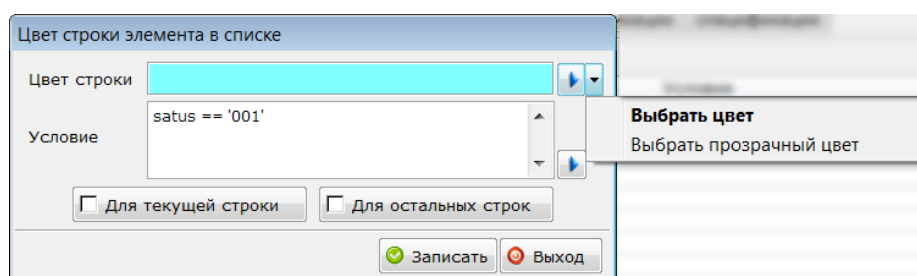 Цвет строки элемента в списке
Цвет строки
Условие
satus == '001'
Выбрать цвет
Выбрать прозрачный цвет
Для текущей строки
Для остальных строк
Записать
Выход